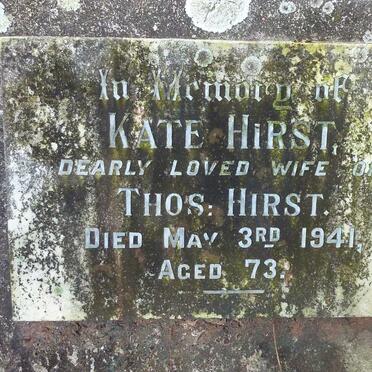 In Memory of
KATE HIRST,
DEARLY LOVED WIFE OF
THOS. HIRST.
DIED MAY 3RD 1941,
AGED 73.